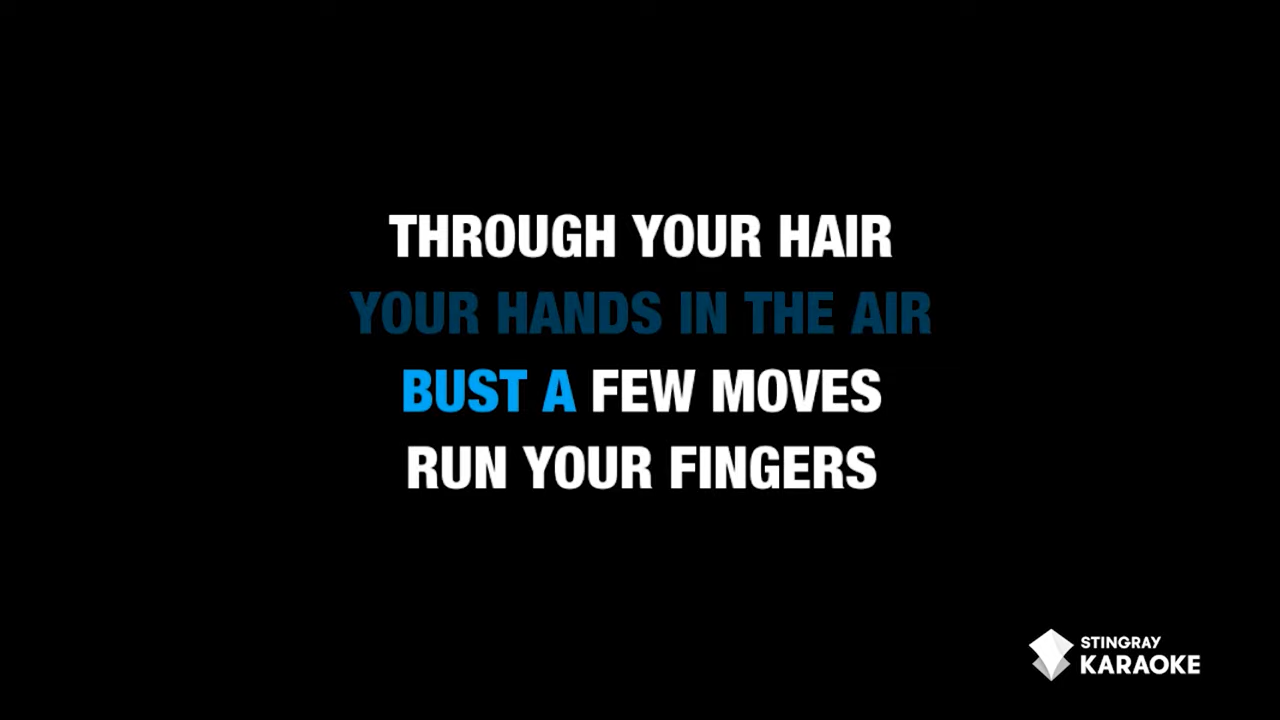 THROUGH YOUR HAIR
YOUR HANDS IN THE AIR
BUST A FEW MOVES
RUN YOUR FINGERS
STINGRAY
KARAOKE